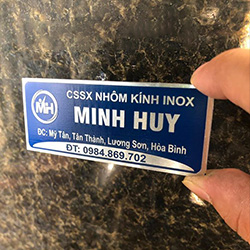 MH
CSSX NHÔM KÍNH INOX
MINH HUY
ĐC: Mỹ Tân, Tân Thành, Lương Sơn, Hòa Bình
ĐT: 0984.869.702